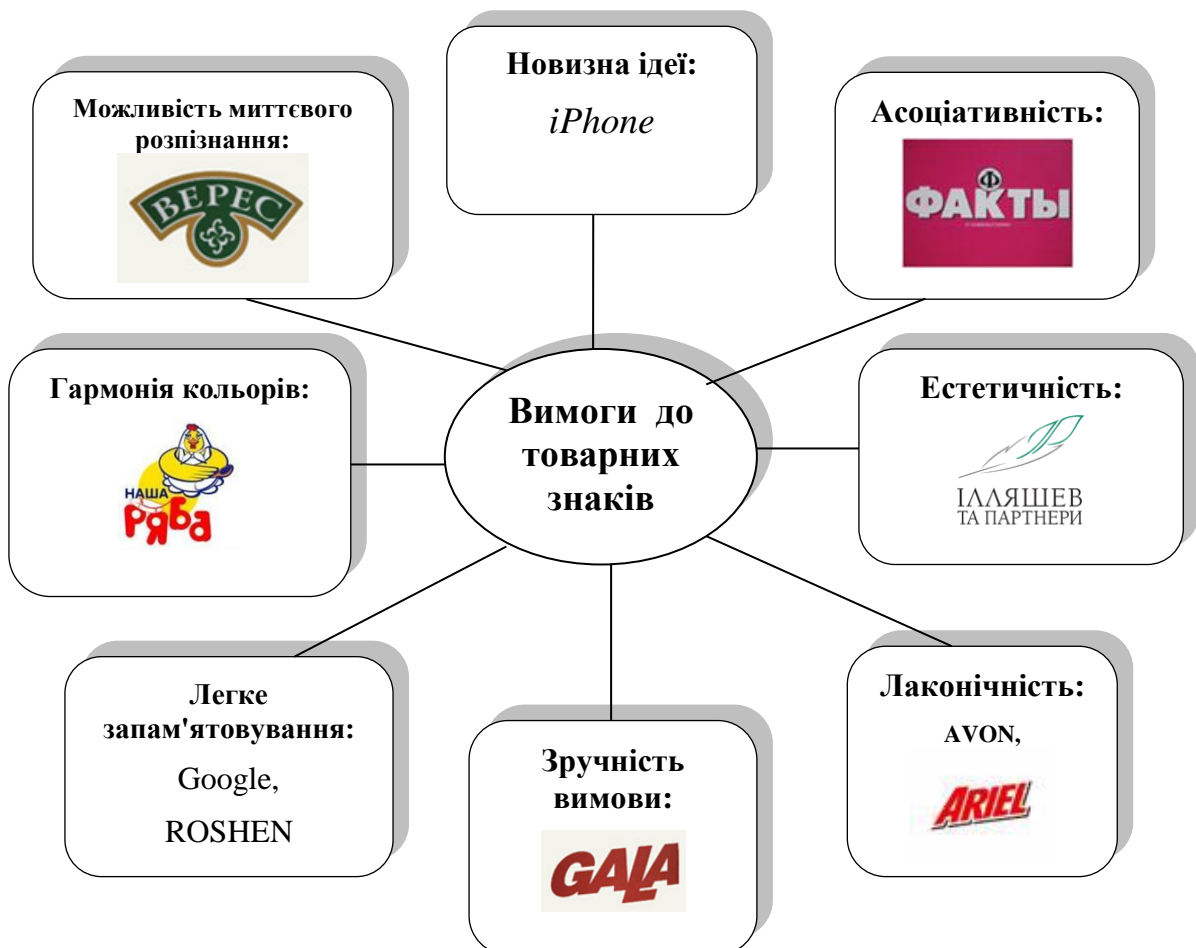 Новизна ідеї:
iPhone
Можливість миттєвого
розпізнання:
ВЕРЕС
Асоціативність:
ФАКТЫ
Гармонія кольорів:
НАША
Ряба
Вимоги до
товарних
знаків
Естетичність:
ІЛЛЯШЕВ
ТА ПАРТНЕРИ
Легке
запам'ятовування:
Google,
ROSHEN
Зручність
вимови:
GALA
Лаконічність:
AVON,
ARIEL